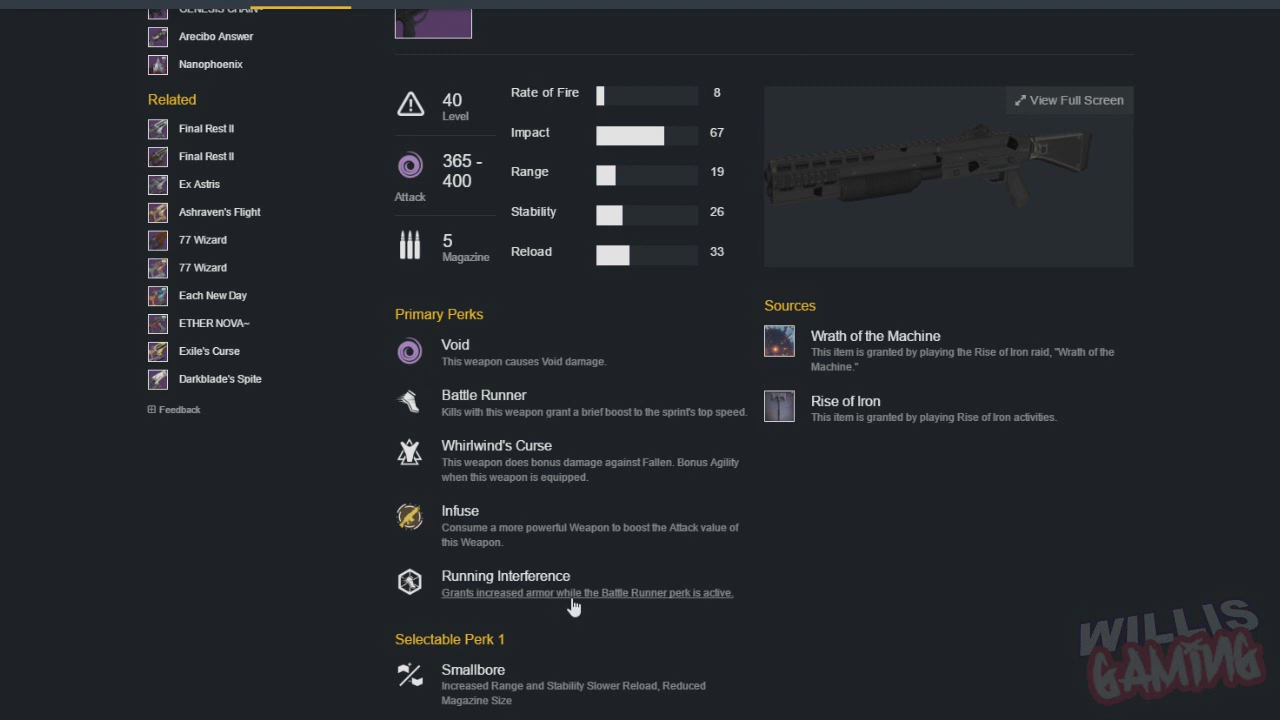 GENESIS CHAIN~
Arecibo Answer
Nanophoenix
Related
Final Rest II
Final Rest II
Ex Astris
Ashraven's Flight
77 Wizard
77 Wizard
Each New Day
ETHER NOVA~
Exile's Curse
Darkblade's Spite
Feedback
40
Level
365 -
400
Attack
5
Magazine
Rate of Fire 8
Impact 67
Range 19
Stability 26
Reload 33
View Full Screen
Primary Perks
Void
This weapon causes Void damage.
Battle Runner
Kills with this weapon grant a brief boost to the sprint's top speed.
Whirlwind's Curse
This weapon does bonus damage against Fallen. Bonus Agility
when this weapon is equipped.
Infuse
Consume a more powerful Weapon to boost the Attack value of
this Weapon.
Running Interference
Grants increased armor while the Battle Runner perk is active.
Selectable Perk 1
Smallbore
Increased Range and Stability Slower Reload, Reduced
Magazine Size
Sources
Wrath of the Machine
This item is granted by playing the Rise of Iron raid, "Wrath of the
Machine."
Rise of Iron
This item is granted by playing Rise of Iron activities.
WILLIS
GAMING